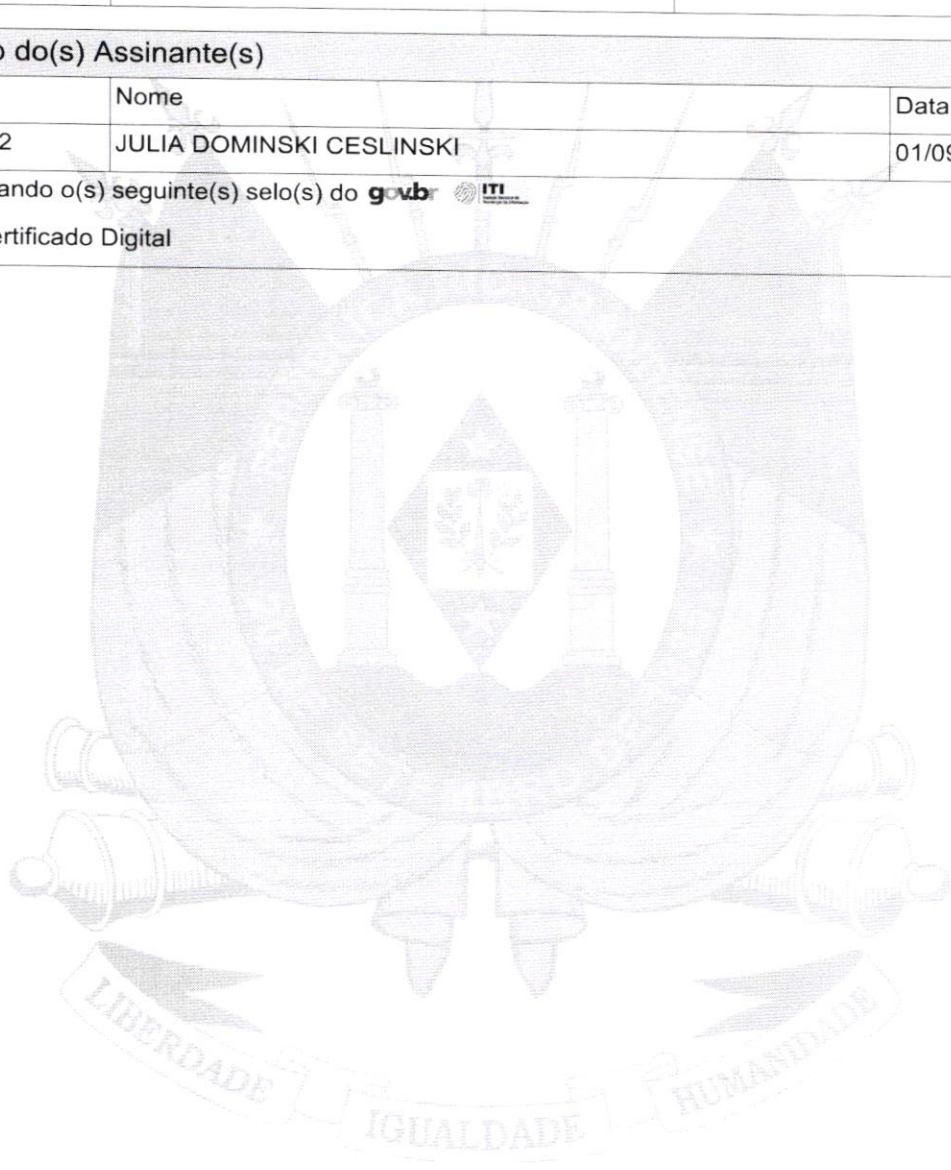 o do(s) Assinante(s)
Nome
Data
2
JULIA DOMINSKI CESLINSKI
01/09
ando o(s) seguinte(s) selo(s) do gov.br ITI
ertificado Digital
LIBERDADE
IGUALDADE
HUMANIDADE